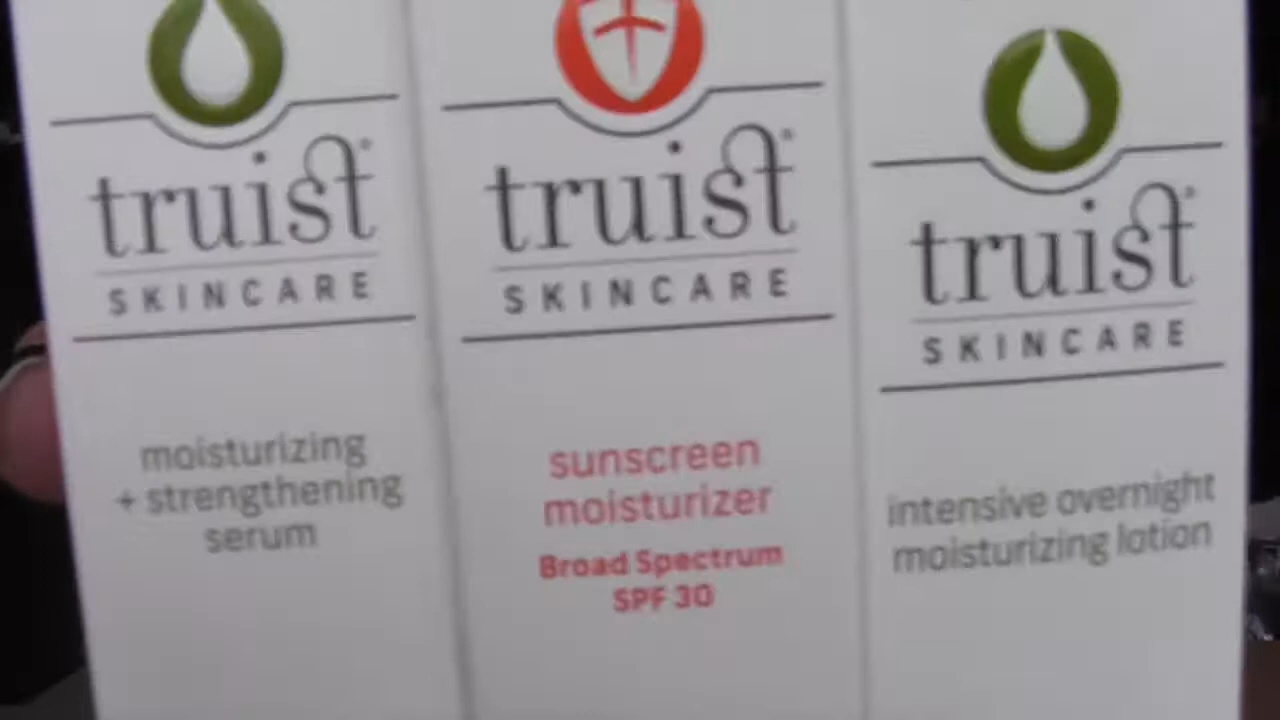 truist
SKINCARE
moisturizing
+ strengthening
serum
truist
SKINCARE
sunscreen
moisturizer
Broad Spectrum
SPF 30
truist
SKINCARE
intensive overnight
moisturizing lotion